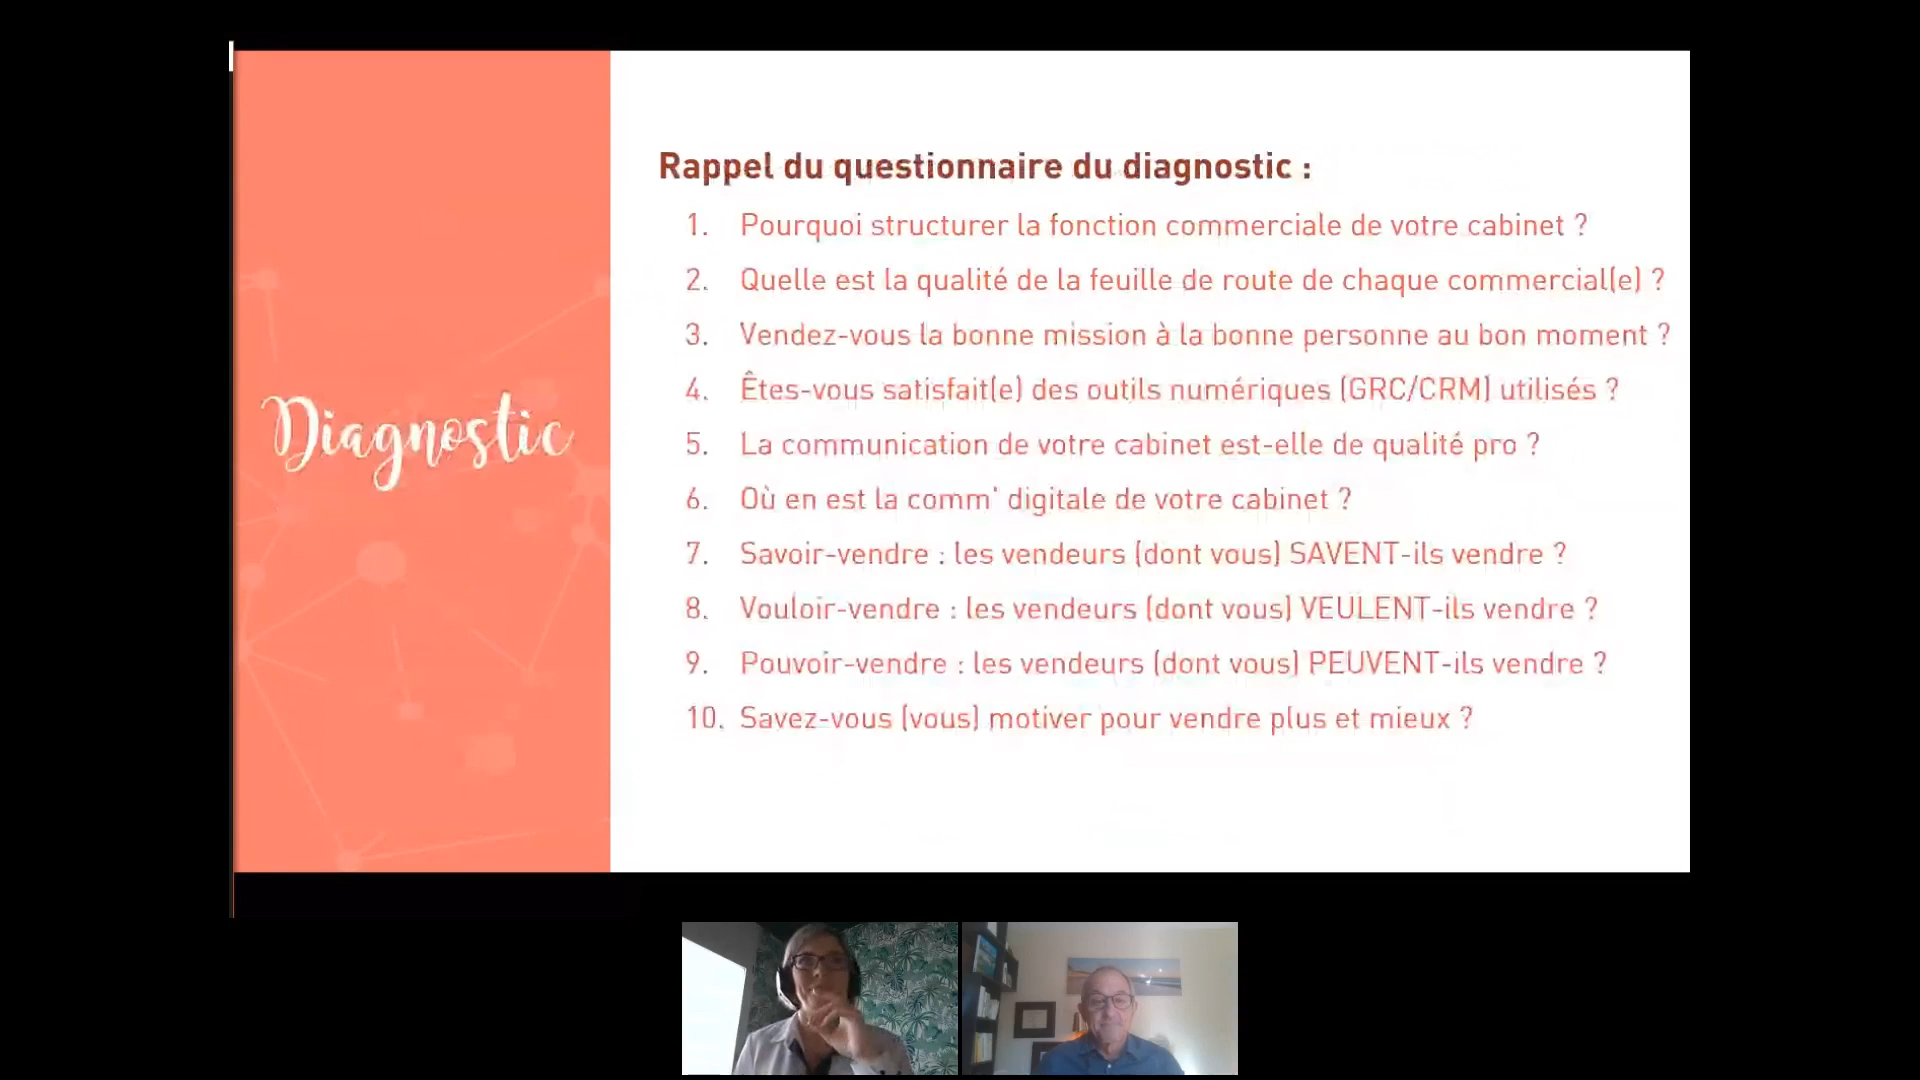 Diagnostic
Rappel du questionnaire du diagnostic :
1. Pourquoi structurer la fonction commerciale de votre cabinet ?
2. Quelle est la qualité de la feuille de route de chaque commercial(e) ?
3. Vendez-vous la bonne mission à la bonne personne au bon moment ?
4. Êtes-vous satisfait(e) des outils numériques (GRC/CRM) utilisés ?
5. La communication de votre cabinet est-elle de qualité pro ?
6. Où en est la comm' digitale de votre cabinet ?
7. Savoir-vendre : les vendeurs (dont vous) SAVENT-ils vendre ?
8. Vouloir-vendre : les vendeurs (dont vous) VEULENT-ils vendre ?
9. Pouvoir-vendre : les vendeurs (dont vous) PEUVENT-ils vendre ?
10. Savez-vous (vous) motiver pour vendre plus et mieux ?